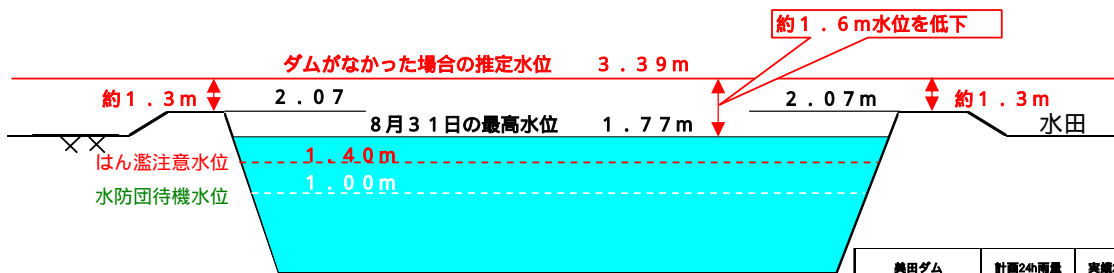 約1.6m水位を低下
ダムがなかった場合の推定水位 3.39m
約1.3m 2.07 2.07m 約1.3m
8月31日の最高水位 1.77m 水田
はん濫注意水位 1.40m
水防団待機水位 1.00m
美田ダム 計画24h雨量